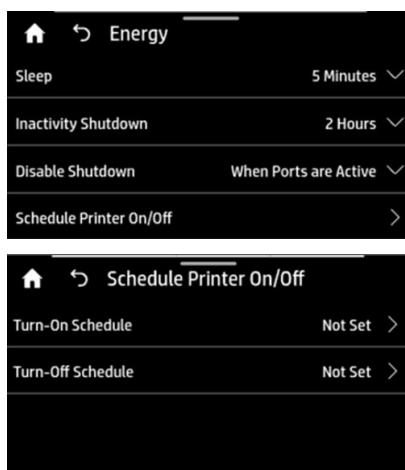 Energy
Sleep 5 Minutes
Inactivity Shutdown 2 Hours
Disable Shutdown When Ports are Active
Schedule Printer On/Off
Schedule Printer On/Off
Turn-On Schedule Not Set
Turn-Off Schedule Not Set